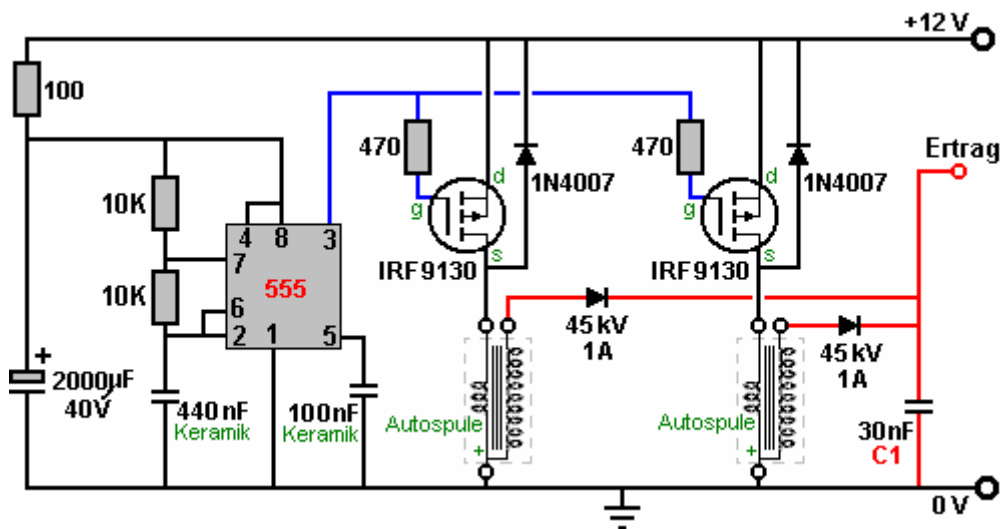 +12 V
100
470
470
d
1N4007
d
1N4007
Ertrag
10K
g
g
4 8 3
7
IRF9130
s
IRF9130
s
10K
555
6
2 1 5
45 kV
1A
45 kV
1A
+
2000µF
40V
440 nF
Keramik
100nF
Keramik
Autospule
+
Autospule
+
30nF
C1
0 V